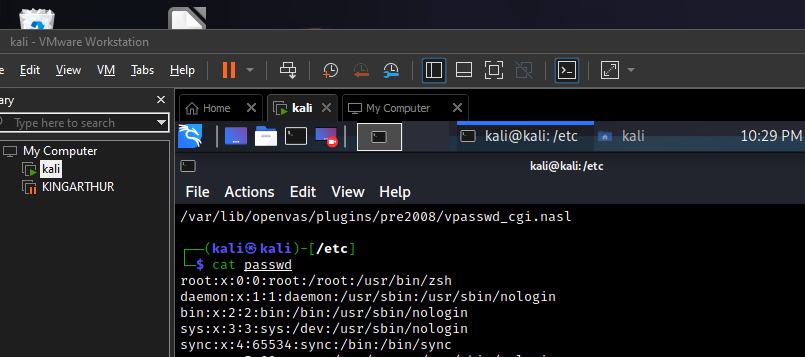 kali - VMware Workstation
Edit View VM Tabs Help
ary
Type here to search
My Computer
kali
KINGARTHUR
Home kali My Computer
kali@kali: /etc kali 10:29 PM
kali@kali: /etc
File Actions Edit View Help
/var/lib/openvas/plugins/pre2008/vpasswd_cgi.nasl
┌──(kali㉿kali)-[/etc]
└─$ cat passwd
root:x:0:0:root:/root:/usr/bin/zsh
daemon:x:1:1:daemon:/usr/sbin:/usr/sbin/nologin
bin:x:2:2:bin:/bin:/usr/sbin/nologin
sys:x:3:3:sys:/dev:/usr/sbin/nologin
sync:x:4:65534:sync:/bin:/bin/sync